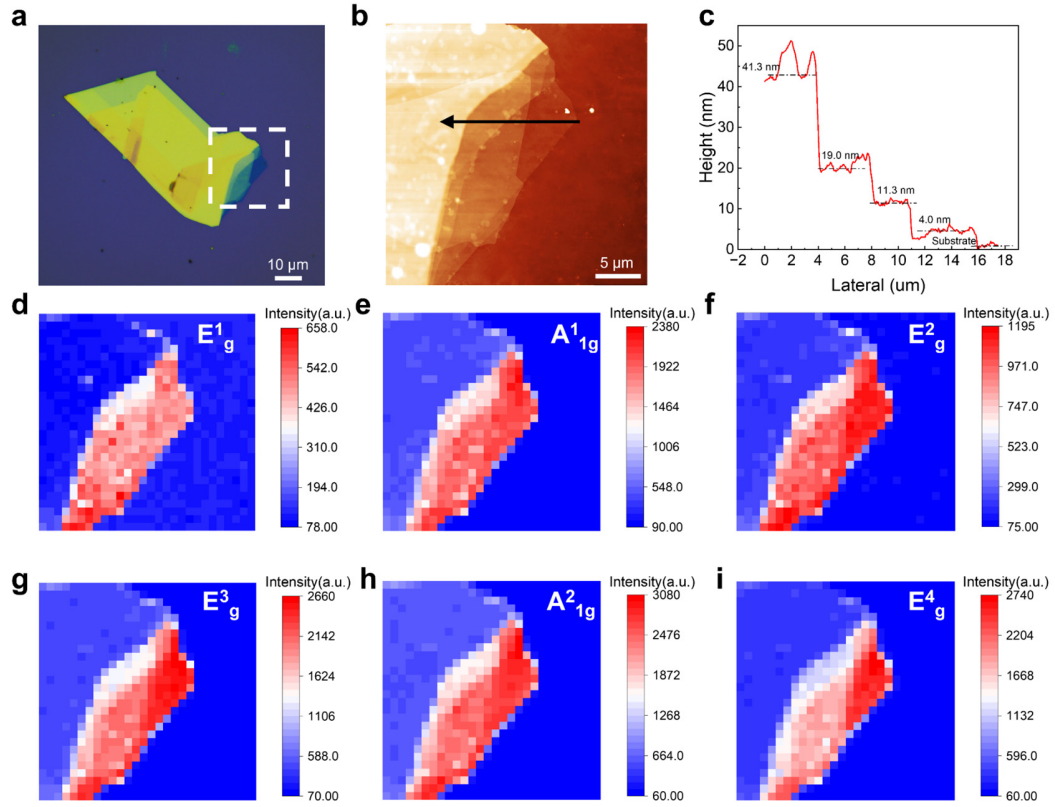 a
10 µm
b
5 µm
c
Height (nm)
50
40
30
20
10
0
41.3 nm
19.0 nm
11.3 nm
4.0 nm
Substrate
0 2 4 6 8 10 12 14 16 18
Lateral (um)
d
E¹g
Intensity(a.u.)
658.0
542.0
426.0
310.0
194.0
78.00
e
A¹1g
Intensity(a.u.)
2380
1922
1464
1006
548.0
90.00
f
E²g
Intensity(a.u.)
1195
971.0
747.0
523.0
299.0
75.00
g
E³g
Intensity(a.u.)
2660
2142
1624
1106
588.0
70.00
h
A²1g
Intensity(a.u.)
3080
2476
1872
1268
664.0
60.00
i
E⁴g
Intensity(a.u.)
2740
2204
1668
1132
596.0
60.00